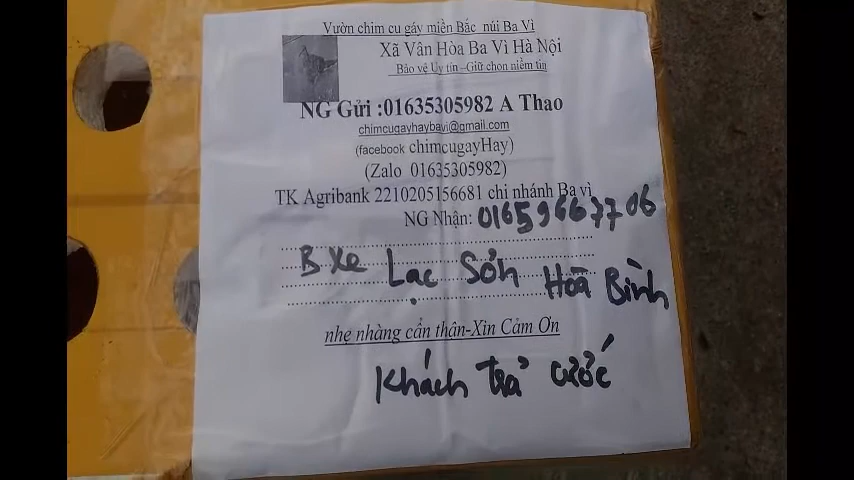 Vườn chim cu gáy miền Bắc núi Ba Vì
Xã Vân Hòa Ba Vì Hà Nội
Bảo vệ Uy tín –Giữ chọn niềm tin
NG Gửi :01635305982 A Thao
chimcugayhaybavi@gmail.com
(facebook chimcugayHay)
(Zalo 01635305982)
TK Agribank 2210205156681 chi nhánh Ba vì
NG Nhận: 01659667706
B xe Lạc Sơn Hoà Bình
nhẹ nhàng cẩn thận-Xin Cảm Ơn
Khách trả cước